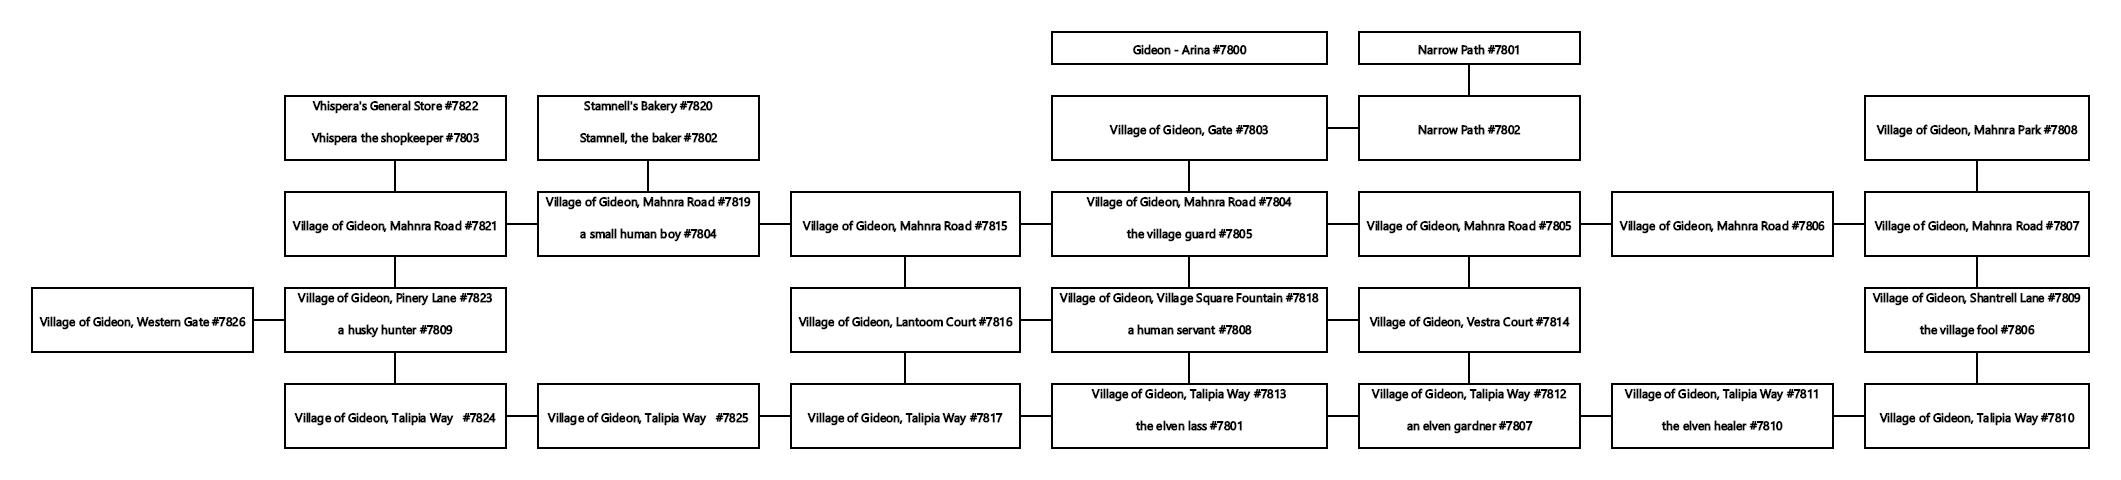 Gideon - Arina #7800
Narrow Path #7801
Vhispera's General Store #7822
Vhispera the shopkeeper #7803
Stamnell's Bakery #7820
Stamnell, the baker #7802
Village of Gideon, Gate #7803
Narrow Path #7802
Village of Gideon, Mahnra Park #7808
Village of Gideon, Mahnra Road #7821
Village of Gideon, Mahnra Road #7819
a small human boy #7804
Village of Gideon, Mahnra Road #7815
Village of Gideon, Mahnra Road #7804
the village guard #7805
Village of Gideon, Mahnra Road #7805
Village of Gideon, Mahnra Road #7806
Village of Gideon, Mahnra Road #7807
Village of Gideon, Western Gate #7826
Village of Gideon, Pinery Lane #7823
a husky hunter #7809
Village of Gideon, Lantoom Court #7816
Village of Gideon, Village Square Fountain #7818
a human servant #7808
Village of Gideon, Vestra Court #7814
Village of Gideon, Shantrell Lane #7809
the village fool #7806
Village of Gideon, Talipia Way #7824
Village of Gideon, Talipia Way #7825
Village of Gideon, Talipia Way #7817
Village of Gideon, Talipia Way #7813
the elven lass #7801
Village of Gideon, Talipia Way #7812
an elven gardner #7807
Village of Gideon, Talipia Way #7811
the elven healer #7810
Village of Gideon, Talipia Way #7810